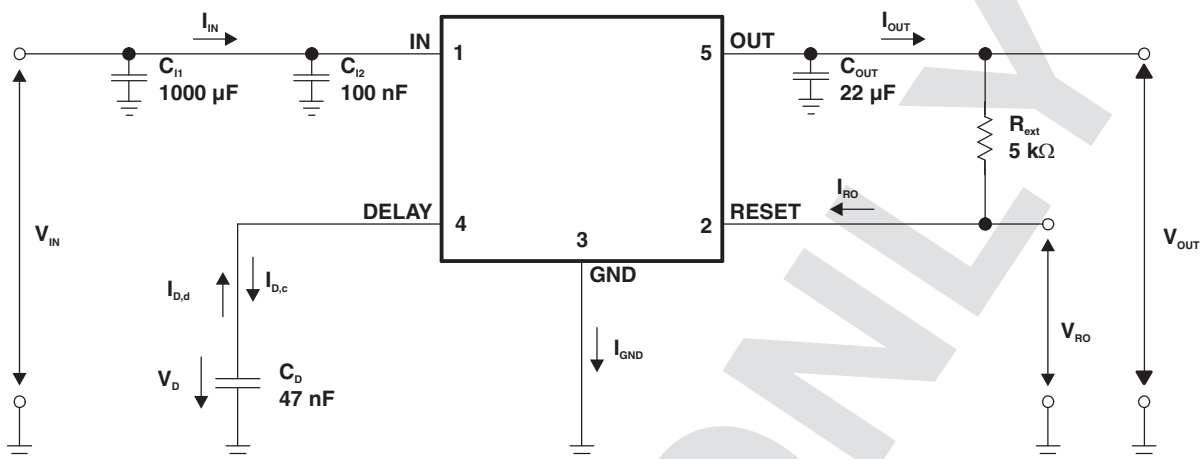 I_IN
IN
1
5
OUT
I_OUT
C_I1
1000 µF
C_I2
100 nF
C_OUT
22 µF
R_ext
5 kΩ
I_RO
DELAY
4
2
RESET
3
GND
V_IN
V_OUT
I_D,d
I_D,c
I_GND
V_RO
V_D
C_D
47 nF